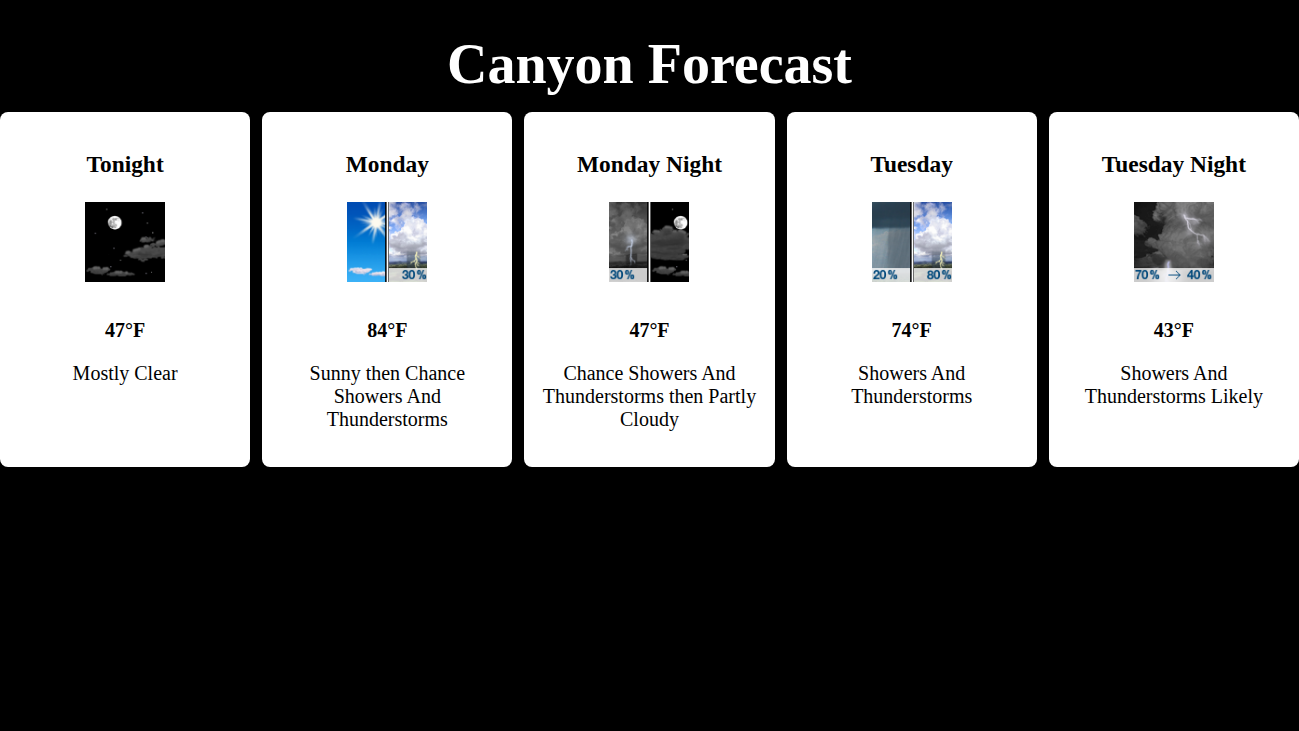 Canyon Forecast
Tonight
47°F
Mostly Clear
Monday
30%
84°F
Sunny then Chance
Showers And
Thunderstorms
Monday Night
30%
47°F
Chance Showers And
Thunderstorms then Partly
Cloudy
Tuesday
20% 80%
74°F
Showers And
Thunderstorms
Tuesday Night
70% → 40%
43°F
Showers And
Thunderstorms Likely